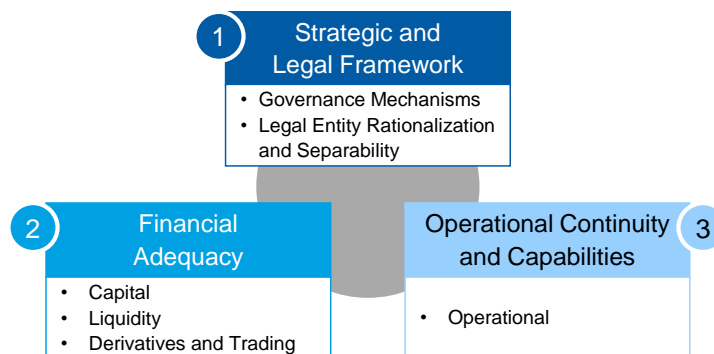 1
Strategic and
Legal Framework
• Governance Mechanisms
• Legal Entity Rationalization
and Separability
2
Financial
Adequacy
• Capital
• Liquidity
• Derivatives and Trading
Operational Continuity
and Capabilities
3
• Operational